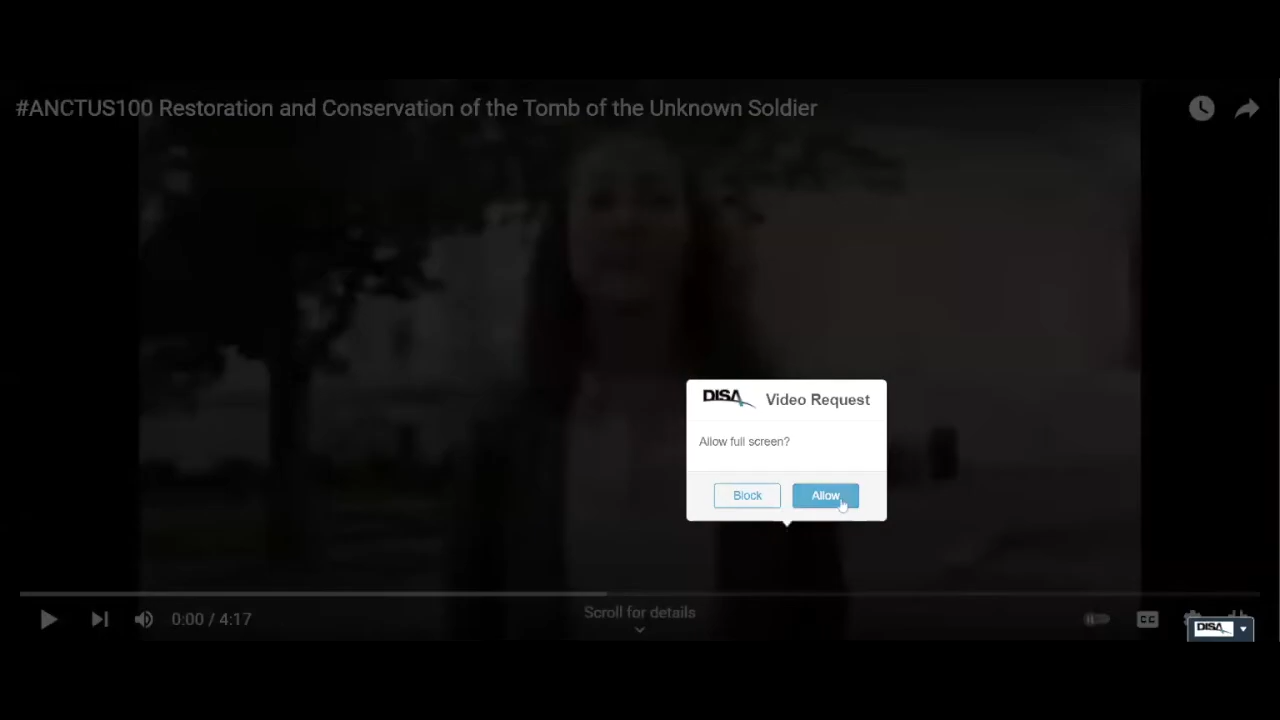 #ANCTUS100 Restoration and Conservation of the Tomb of the Unknown Soldier
DISA Video Request
Allow full screen?
Block Allow
Scroll for details
0:00 / 4:17
CC
DISA